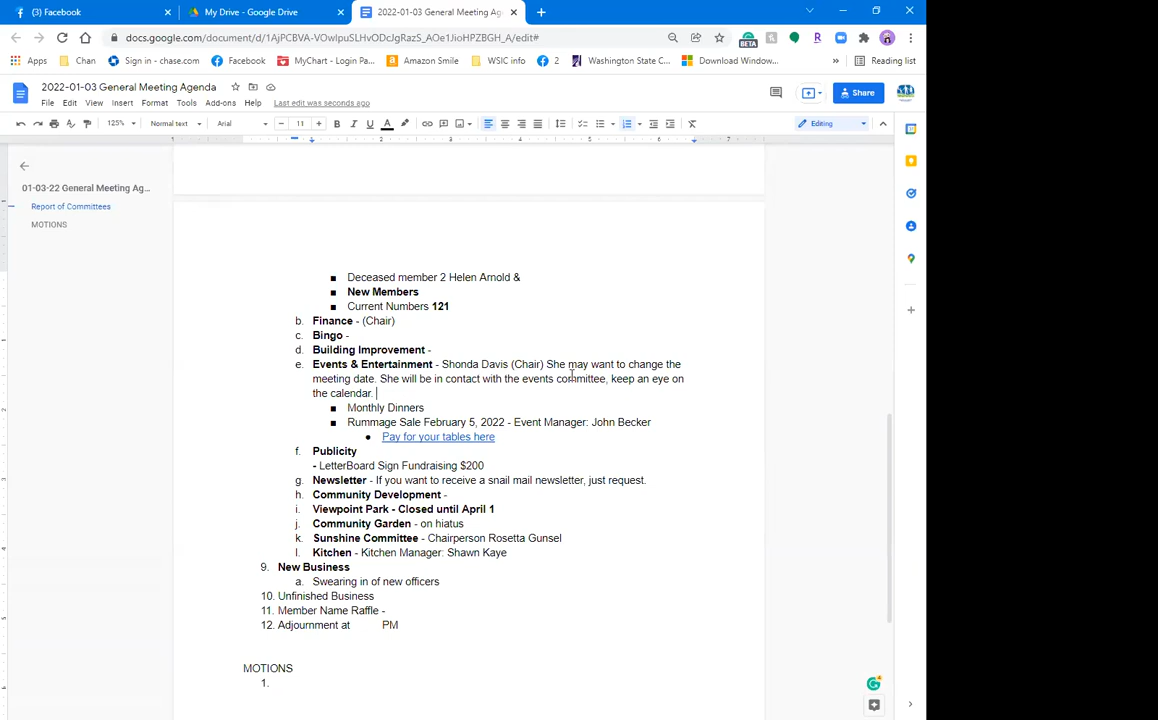 (3) Facebook
My Drive - Google Drive
2022-01-03 General Meeting Ag
docs.google.com/document/d/1AjPCBVA-VOwIpuSLHvODcJgRazS_AOe1JioHPZBGH_A/edit#
BETA
Apps
Chan
Sign in - chase.com
Facebook
MyChart - Login Pa...
Amazon Smile
WSIC info
2
Washington State C...
Download Window...
»
Reading list
2022-01-03 General Meeting Agenda
File Edit View Insert Format Tools Add-ons Help Last edit was seconds ago
Share
125% Normal text Arial - 11 + B I U A
Editing
01-03-22 General Meeting Ag...
Report of Committees
MOTIONS
■ Deceased member 2 Helen Arnold &
■ New Members
■ Current Numbers 121
b. Finance - (Chair)
c. Bingo -
d. Building Improvement -
e. Events & Entertainment - Shonda Davis (Chair) She may want to change the
meeting date. She will be in contact with the events committee, keep an eye on
the calendar.
■ Monthly Dinners
■ Rummage Sale February 5, 2022 - Event Manager: John Becker
● Pay for your tables here
f. Publicity
- LetterBoard Sign Fundraising $200
g. Newsletter - If you want to receive a snail mail newsletter, just request.
h. Community Development -
i. Viewpoint Park - Closed until April 1
j. Community Garden - on hiatus
k. Sunshine Committee - Chairperson Rosetta Gunsel
l. Kitchen - Kitchen Manager: Shawn Kaye
9. New Business
a. Swearing in of new officers
10. Unfinished Business
11. Member Name Raffle -
12. Adjournment at PM
MOTIONS
1.